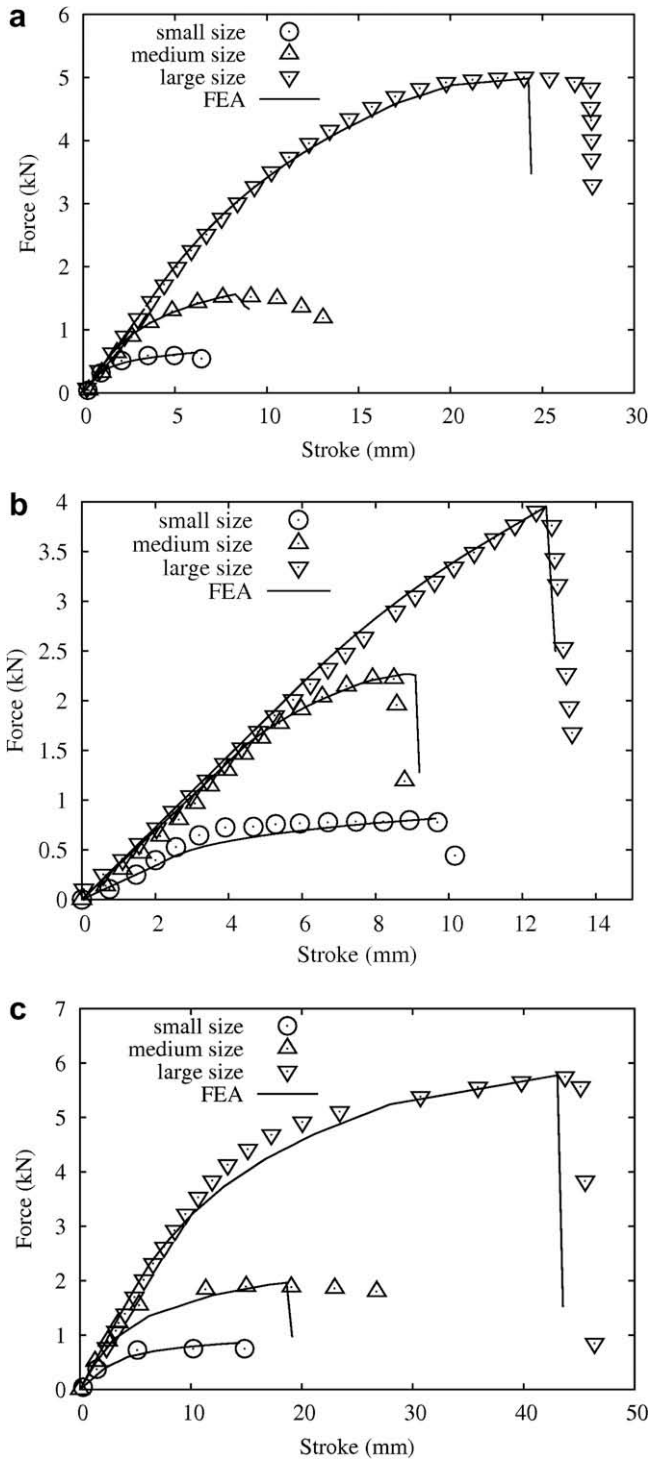 a
6
small size
medium size
large size
FEA
5
4
3
2
1
0
Force (kN)
0 5 10 15 20 25 30
Stroke (mm)
b
4
small size
medium size
large size
FEA
3.5
3
2.5
2
1.5
1
0.5
0
Force (kN)
0 2 4 6 8 10 12 14
Stroke (mm)
c
7
small size
medium size
large size
FEA
6
5
4
3
2
1
0
Force (kN)
0 10 20 30 40 50
Stroke (mm)